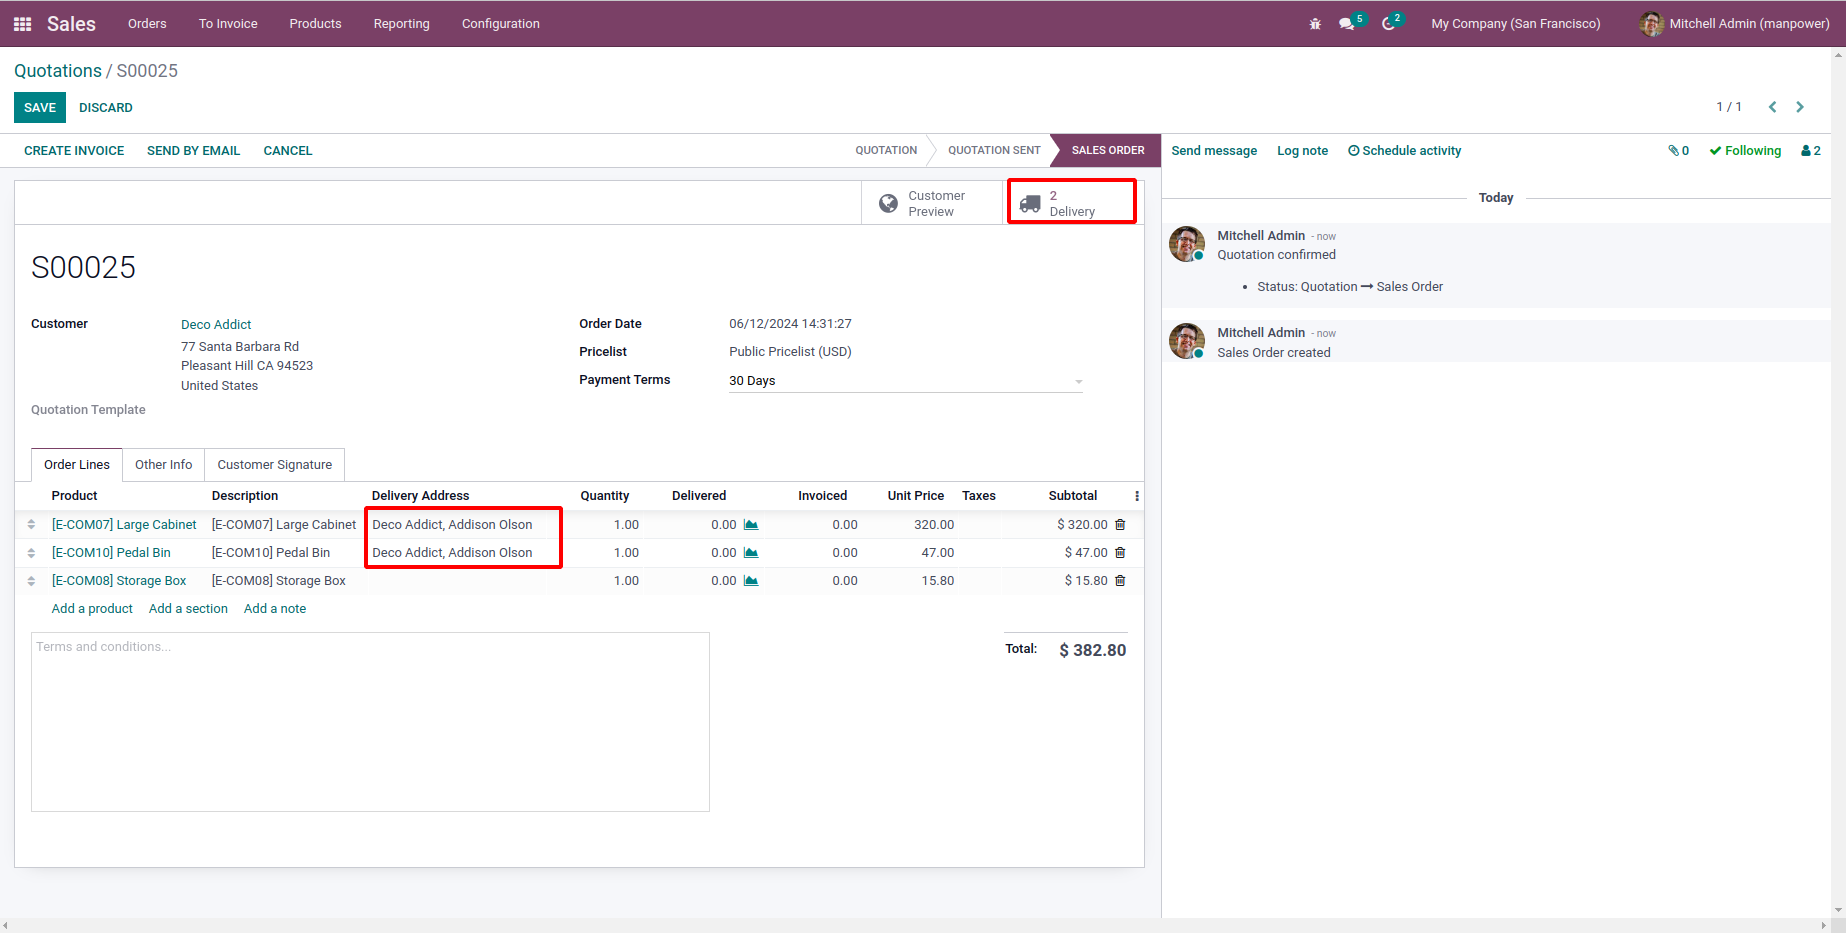 Sales Orders To Invoice Products Reporting Configuration 5 2 My Company (San Francisco) Mitchell Admin (manpower)
Quotations / S00025
SAVE DISCARD 1 / 1
CREATE INVOICE SEND BY EMAIL CANCEL QUOTATION QUOTATION SENT SALES ORDER
Customer Preview
2 Delivery
S00025
Customer Deco Addict
77 Santa Barbara Rd
Pleasant Hill CA 94523
United States
Quotation Template
Order Date 06/12/2024 14:31:27
Pricelist Public Pricelist (USD)
Payment Terms 30 Days
Order Lines Other Info Customer Signature
Product Description Delivery Address Quantity Delivered Invoiced Unit Price Taxes Subtotal
[E-COM07] Large Cabinet [E-COM07] Large Cabinet Deco Addict, Addison Olson 1.00 0.00 0.00 320.00 $ 320.00
[E-COM10] Pedal Bin [E-COM10] Pedal Bin Deco Addict, Addison Olson 1.00 0.00 0.00 47.00 $ 47.00
[E-COM08] Storage Box [E-COM08] Storage Box 1.00 0.00 0.00 15.80 $ 15.80
Add a product Add a section Add a note
Terms and conditions...
Total: $ 382.80
Send message Log note Schedule activity 0 Following 2
Today
Mitchell Admin - now
Quotation confirmed
Status: Quotation → Sales Order
Mitchell Admin - now
Sales Order created